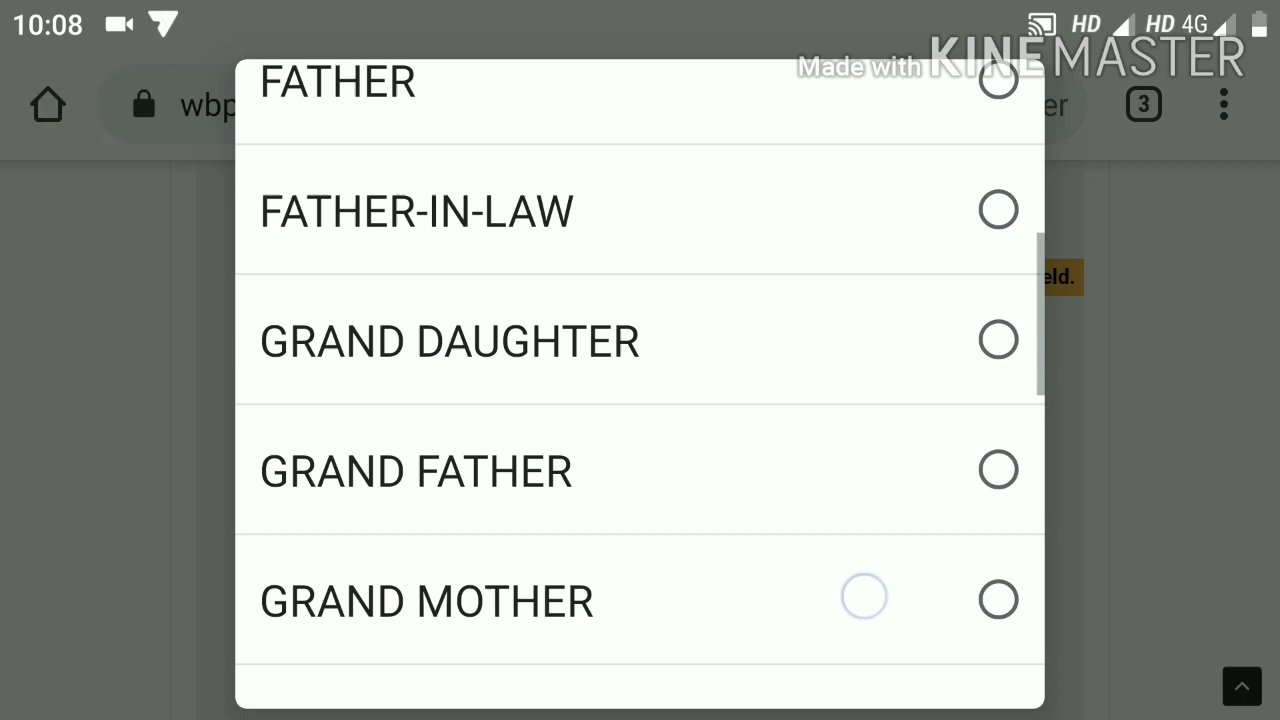 10:08 HD HD 4G
Made with KINEMASTER
FATHER
wbp er 3
FATHER-IN-LAW
eld.
GRAND DAUGHTER
GRAND FATHER
GRAND MOTHER